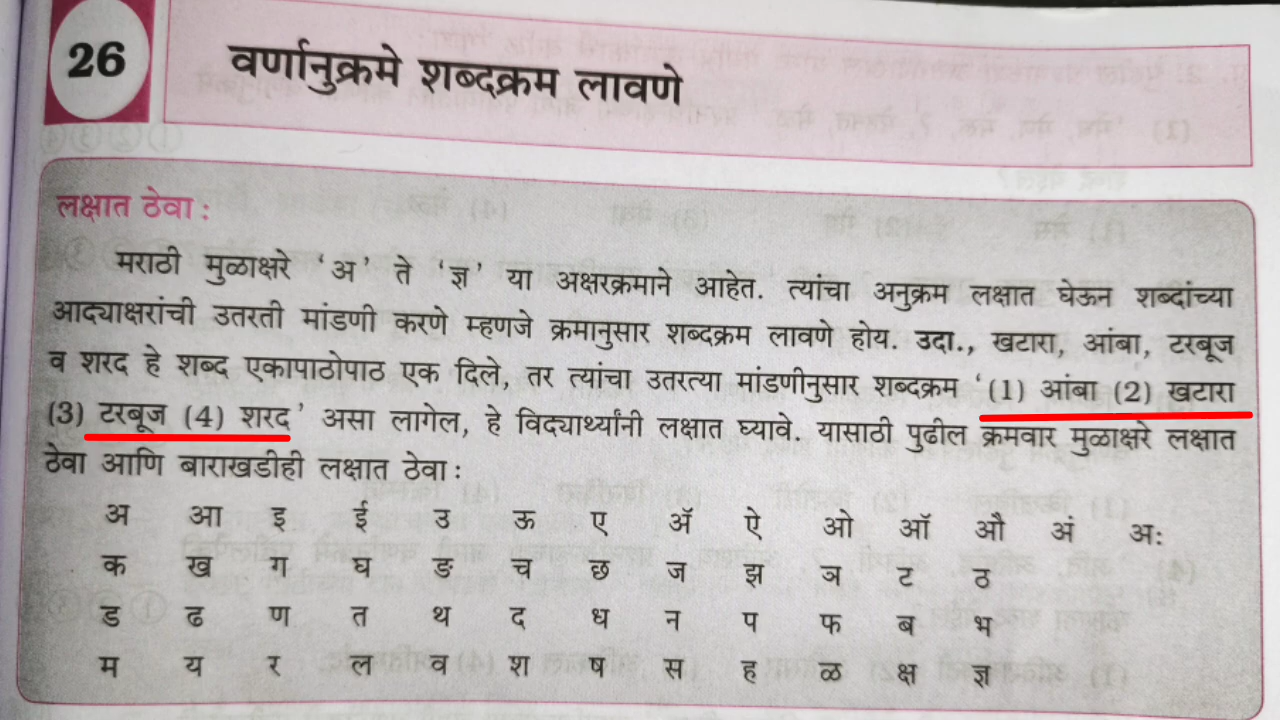 26
वर्णानुक्रमे शब्दक्रम लावणे
लक्षात ठेवा :
मराठी मुळाक्षरे ‘अ’ ते ‘ज्ञ’ या अक्षरक्रमाने आहेत. त्यांचा अनुक्रम लक्षात घेऊन शब्दांच्या
आद्याक्षरांची उतरती मांडणी करणे म्हणजे क्रमानुसार शब्दक्रम लावणे होय. उदा., खटारा, आंबा, टरबूज
व शरद हे शब्द एकापाठोपाठ एक दिले, तर त्यांचा उतरत्या मांडणीनुसार शब्दक्रम ‘(1) आंबा (2) खटारा
(3) टरबूज (4) शरद’ असा लागेल, हे विद्यार्थ्यांनी लक्षात घ्यावे. यासाठी पुढील क्रमवार मुळाक्षरे लक्षात
ठेवा आणि बाराखडीही लक्षात ठेवा :
अ आ इ ई उ ऊ ए ॲ ऐ ओ ऑ औ अं अः
क ख ग घ ङ च छ ज झ ञ ट ठ
ड ढ ण त थ द ध न प फ ब भ
म य र ल व श ष स ह ळ क्ष ज्ञ